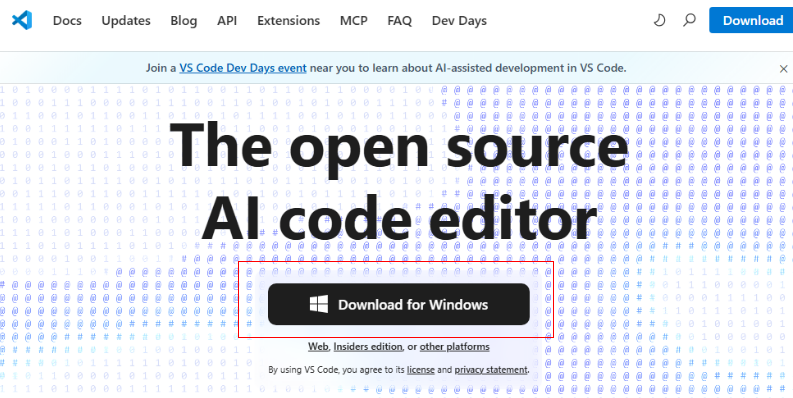 Docs Updates Blog API Extensions MCP FAQ Dev Days Download
Join a VS Code Dev Days event near you to learn about AI-assisted development in VS Code.
The open source
AI code editor
Download for Windows
Web, Insiders edition, or other platforms
By using VS Code, you agree to its license and privacy statement.